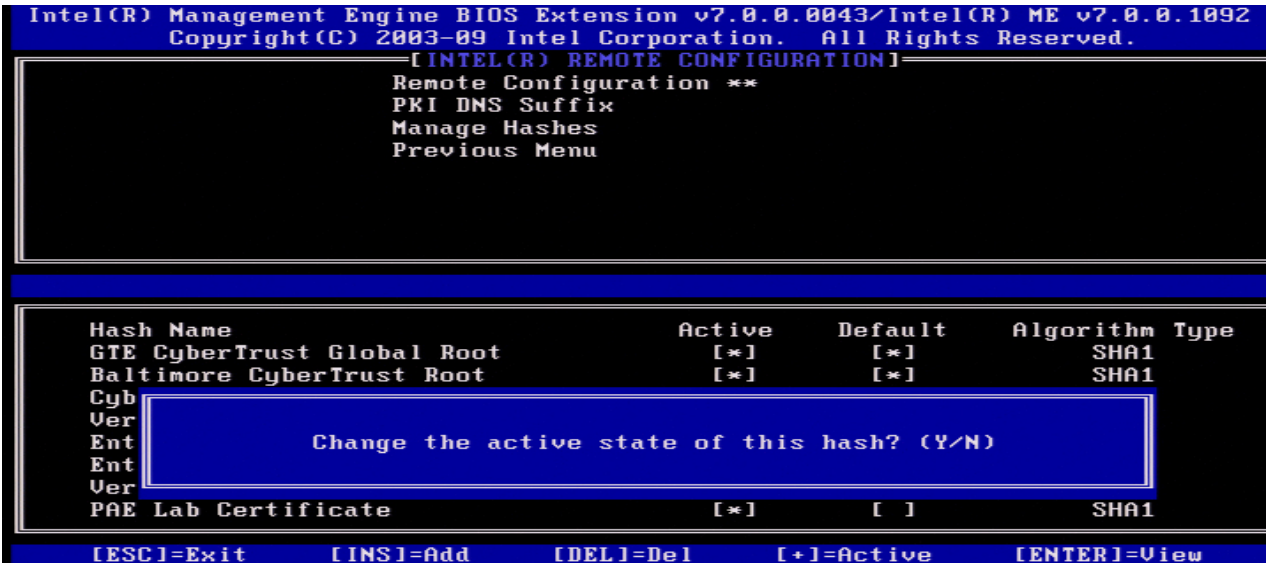 Intel(R) Management Engine BIOS Extension v7.0.0.0043/Intel(R) ME v7.0.0.1092
Copyright(C) 2003-09 Intel Corporation. All Rights Reserved.
[INTEL(R) REMOTE CONFIGURATION]
Remote Configuration **
PKI DNS Suffix
Manage Hashes
Previous Menu
Hash Name Active Default Algorithm Type
GTE CyberTrust Global Root [*] [*] SHA1
Baltimore CyberTrust Root [*] [*] SHA1
Cyb
Ver
Change the active state of this hash? (Y/N)
Ent
Ent
Ver
PAE Lab Certificate [*] [ ] SHA1
[ESC]=Exit [INS]=Add [DEL]=Del [+]=Active [ENTER]=View